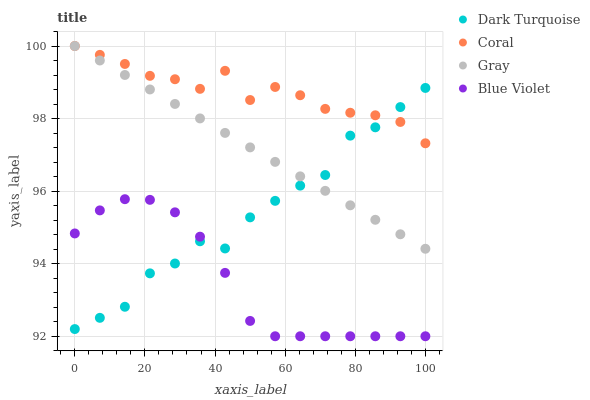 title
Dark Turquoise
Coral
Gray
Blue Violet
yaxis_label
100
98
96
94
92
0 20 40 60 80 100
xaxis_label